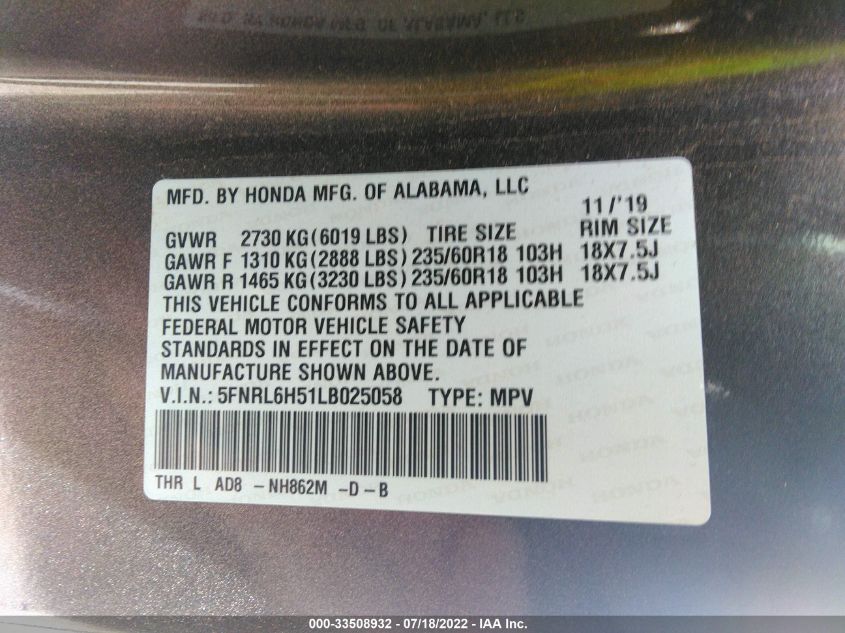 MFD. BY HONDA MFG. OF ALABAMA, LLC
11/'19
GVWR 2730 KG(6019 LBS) TIRE SIZE RIM SIZE
GAWR F 1310 KG(2888 LBS) 235/60R18 103H 18X7.5J
GAWR R 1465 KG(3230 LBS) 235/60R18 103H 18X7.5J
THIS VEHICLE CONFORMS TO ALL APPLICABLE
FEDERAL MOTOR VEHICLE SAFETY
STANDARDS IN EFFECT ON THE DATE OF
MANUFACTURE SHOWN ABOVE.
V.I.N.: 5FNRL6H51LB025058 TYPE: MPV
THR L AD8 -NH862M -D-B
000-33508932 - 07/18/2022 - IAA Inc.